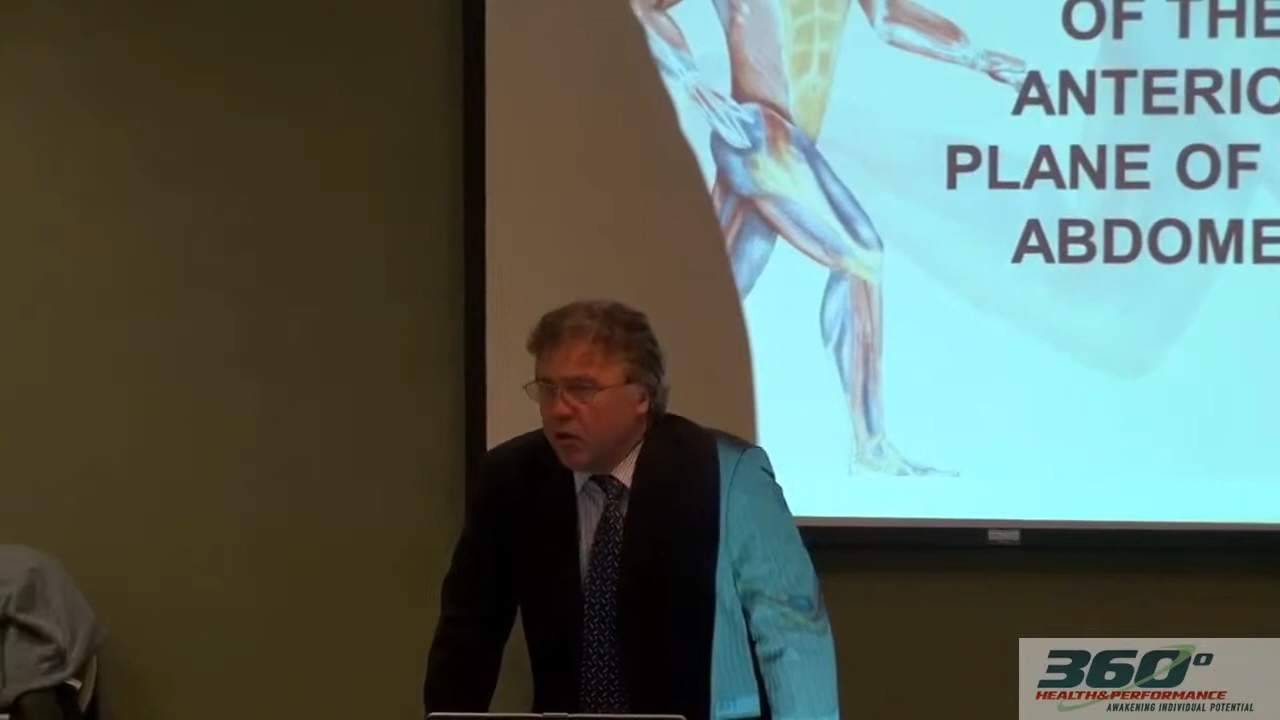 OF THE
ANTERIO
PLANE OF
ABDOME
360°
HEALTH&PERFORMANCE
AWAKENING INDIVIDUAL POTENTIAL